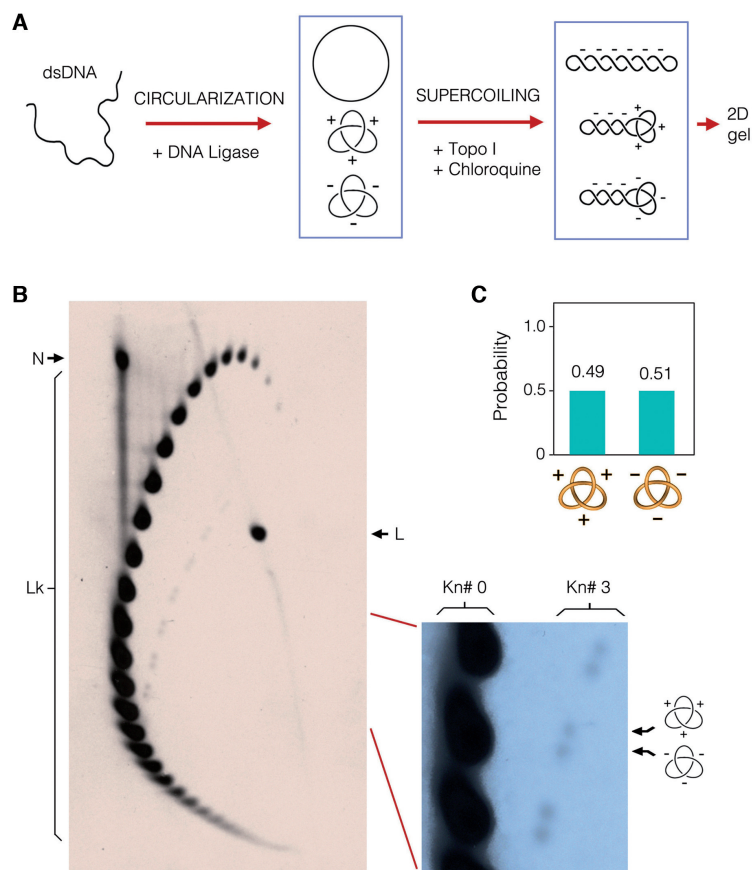 A
dsDNA
CIRCULARIZATION
+ DNA Ligase
+ +
+
- -
-
SUPERCOILING
+ Topo I
+ Chloroquine
- - - - - - -
- - - +
+
+
- - - -
-
-
2D
gel
B
N
Lk
L
C
Probability
1.0
0.5
0
0.49
0.51
+ +
+
- -
-
Kn# 0
Kn# 3
+ +
+
- -
-